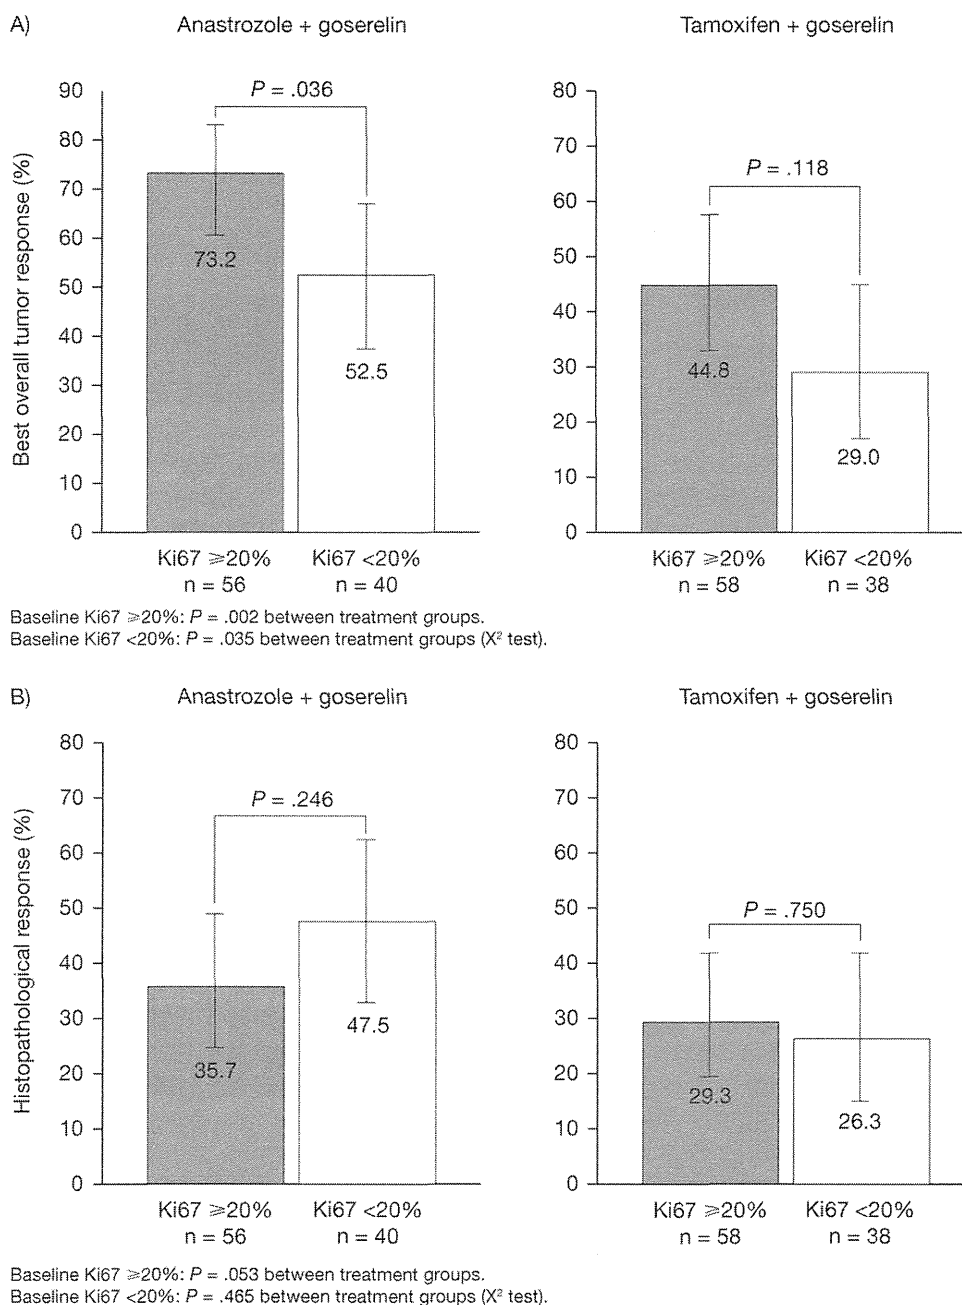 A)
Anastrozole + goserelin
Tamoxifen + goserelin
Best overall tumor response (%)
90
80
70
60
50
40
30
20
10
0
P = .036
73.2
52.5
Ki67 ⩾20%
n = 56
Ki67 <20%
n = 40
80
70
60
50
40
30
20
10
0
P = .118
44.8
29.0
Ki67 ⩾20%
n = 58
Ki67 <20%
n = 38
Baseline Ki67 ⩾20%: P = .002 between treatment groups.
Baseline Ki67 <20%: P = .035 between treatment groups (X² test).
B)
Anastrozole + goserelin
Tamoxifen + goserelin
Histopathological response (%)
80
70
60
50
40
30
20
10
0
P = .246
35.7
47.5
Ki67 ⩾20%
n = 56
Ki67 <20%
n = 40
80
70
60
50
40
30
20
10
0
P = .750
29.3
26.3
Ki67 ⩾20%
n = 58
Ki67 <20%
n = 38
Baseline Ki67 ⩾20%: P = .053 between treatment groups.
Baseline Ki67 <20%: P = .465 between treatment groups (X² test).